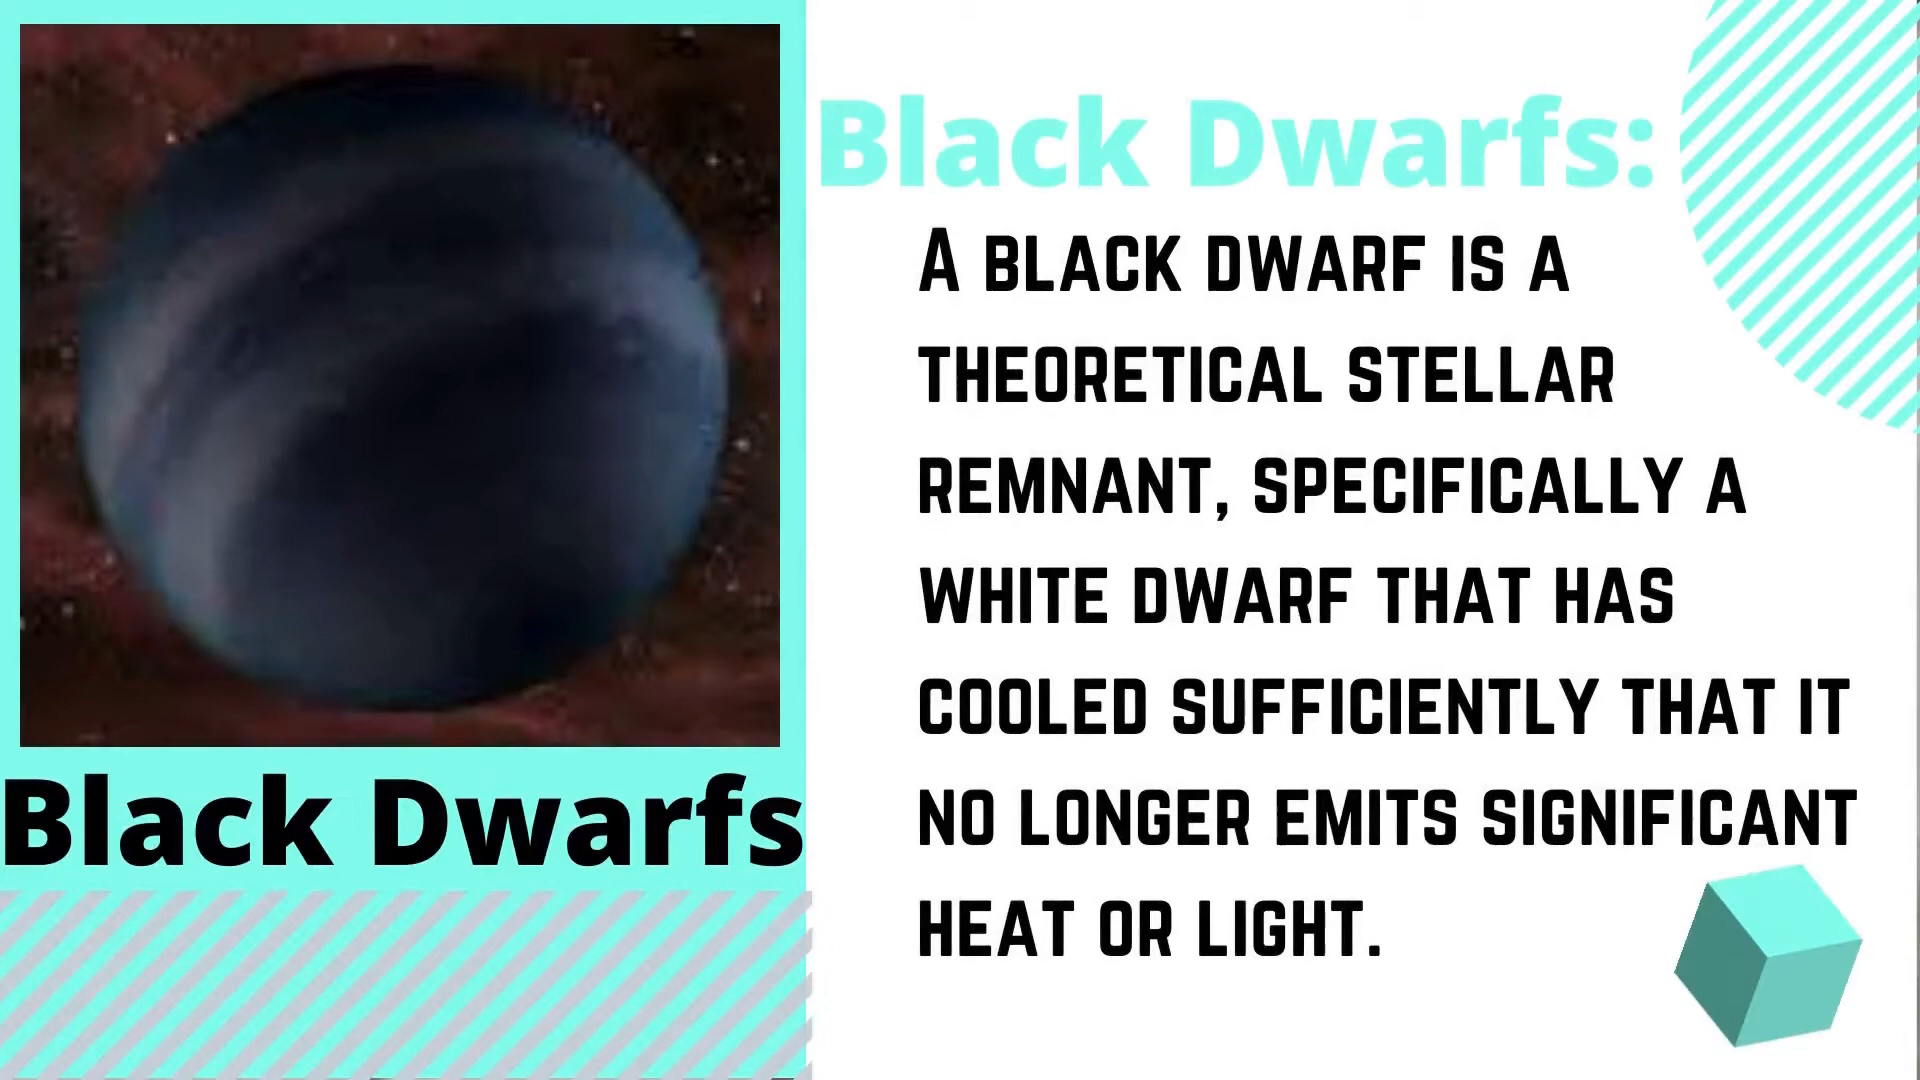 Black Dwarfs
Black Dwarfs:
A BLACK DWARF IS A
THEORETICAL STELLAR
REMNANT, SPECIFICALLY A
WHITE DWARF THAT HAS
COOLED SUFFICIENTLY THAT IT
NO LONGER EMITS SIGNIFICANT
HEAT OR LIGHT.